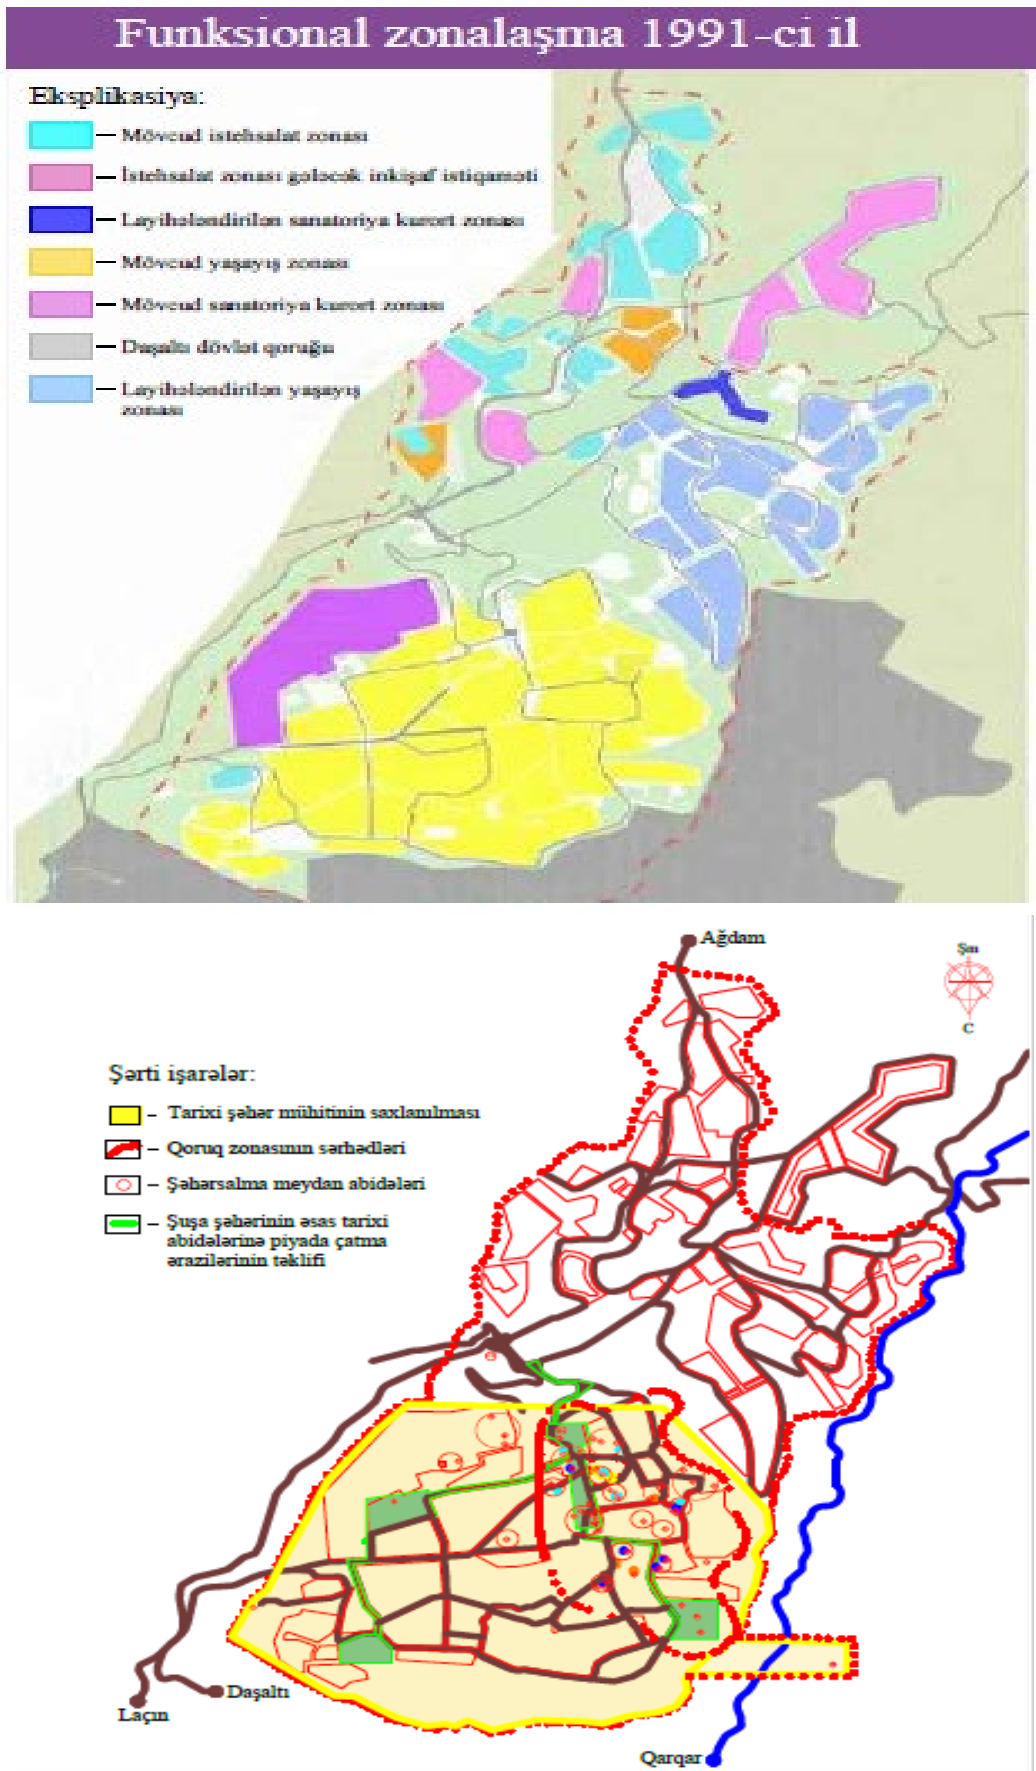 Funksional zonalaşma 1991-ci il
Eksplikasiya:
— Mövcud istehsalat zonası
— İstehsalat zonası gələcək inkişaf istiqaməti
— Layihələndirilən sanatoriya kurort zonası
— Mövcud yaşayış zonası
— Mövcud sanatoriya kurort zonası
— Daşaltı dövlət qoruğu
— Layihələndirilən yaşayış
zonası
Ağdam
Şm
C
Şərti işarələr:
– Tarixi şəhər mühitinin saxlanılması
– Qoruq zonasının sərhədləri
– Şəhərsalma meydan abidələri
– Şuşa şəhərinin əsas tarixi
abidələrinə piyada çatma
ərazilərinin təklifi
Daşaltı
Laçın
Qarqar